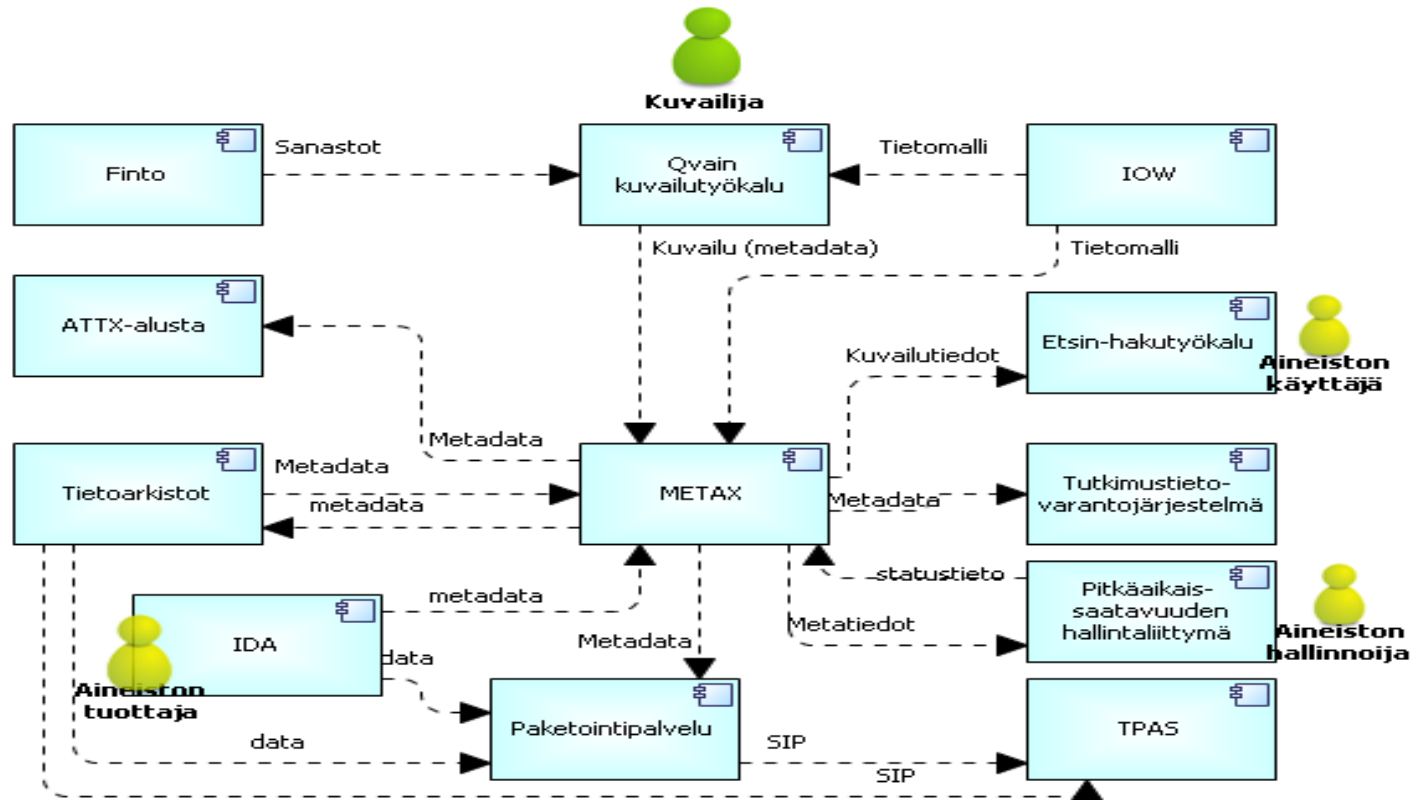 Kuvailija
Finto
Sanastot
Qvain
kuvailutyökalu
Tietomalli
IOW
Kuvailu (metadata)
Tietomalli
ATTX-alusta
Kuvailutiedot
Etsin-hakutyökalu
Aineiston
käyttäjä
Metadata
Tietoarkistot
Metadata
metadata
METAX
Metadata
Tutkimustieto-
varantojärjestelmä
statustieto
Pitkäaikais-
saatavuuden
hallintaliittymä
Aineiston
hallinnoija
metadata
Metatiedot
IDA
Metadata
data
Aineiston
tuottaja
Paketointipalvelu
TPAS
data
SIP
SIP